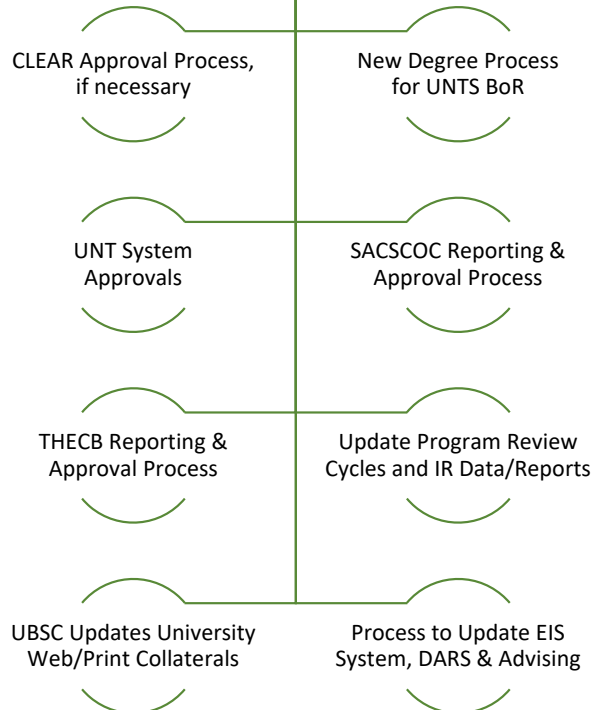 CLEAR Approval Process,
if necessary
New Degree Process
for UNTS BoR
UNT System
Approvals
SACSCOC Reporting &
Approval Process
THECB Reporting &
Approval Process
Update Program Review
Cycles and IR Data/Reports
UBSC Updates University
Web/Print Collaterals
Process to Update EIS
System, DARS & Advising